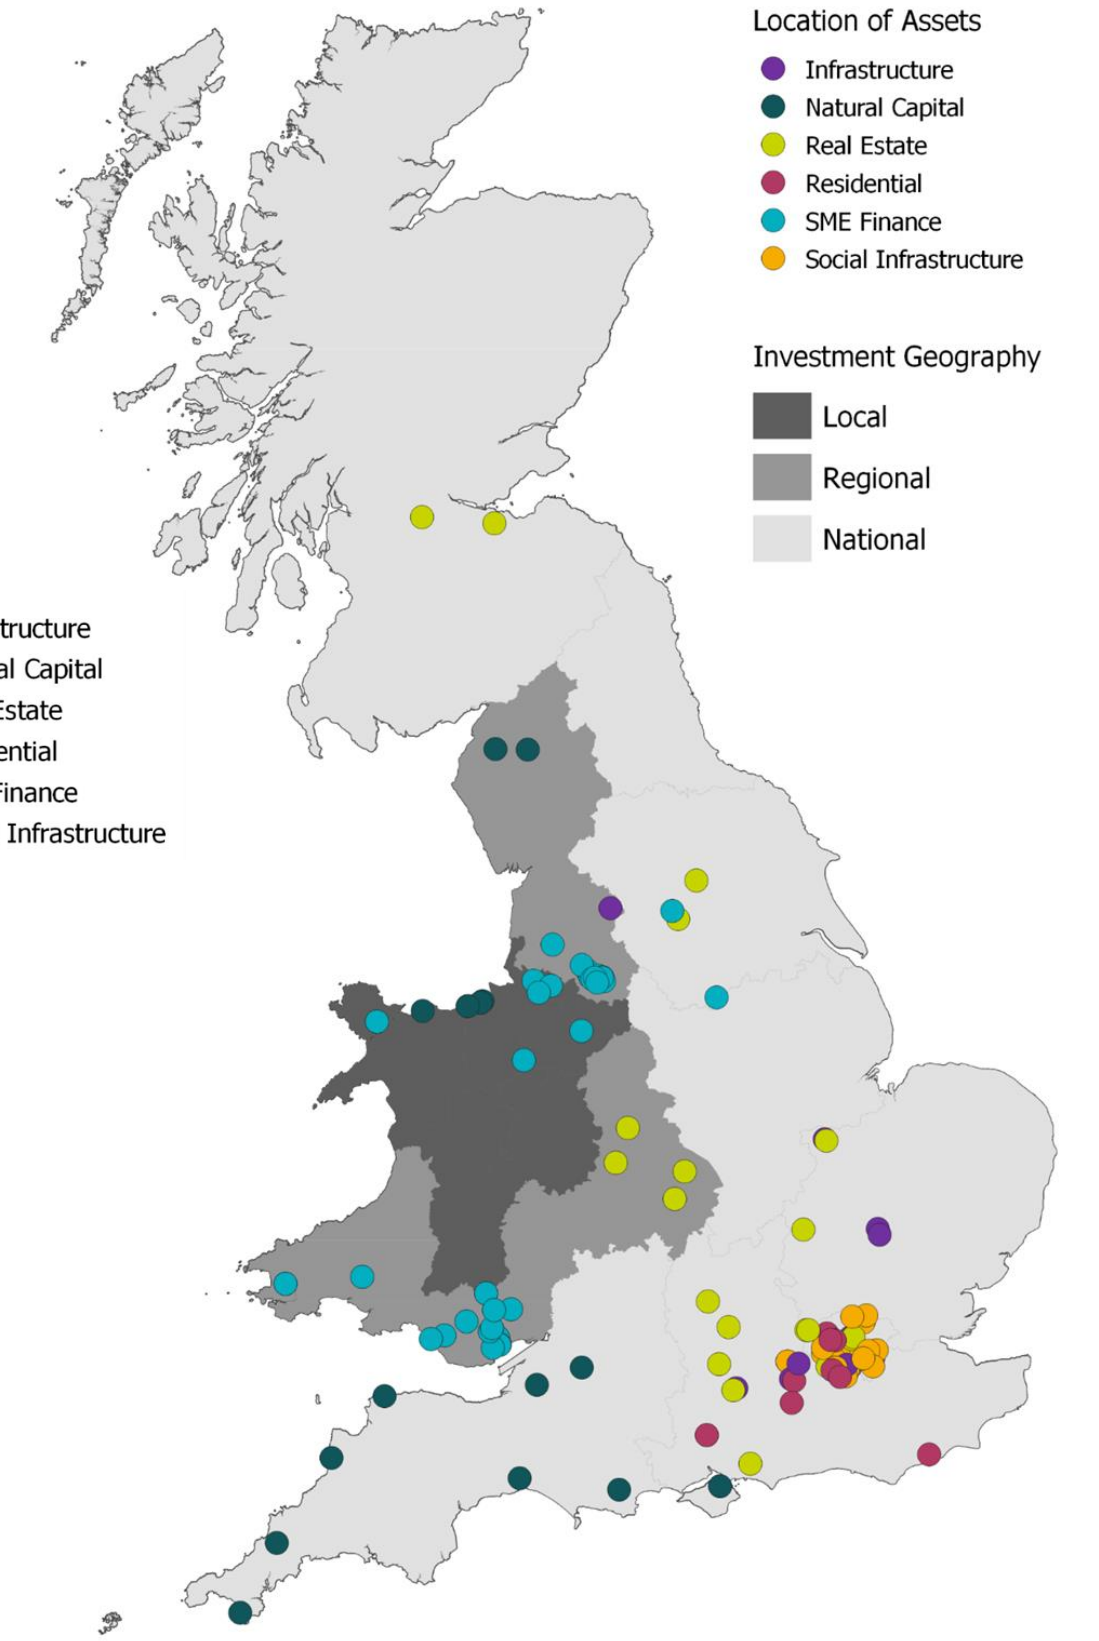 Location of Assets
Infrastructure
Natural Capital
Real Estate
Residential
SME Finance
Social Infrastructure
Investment Geography
Local
Regional
National
tructure
al Capital
Estate
ential
Finance
Infrastructure